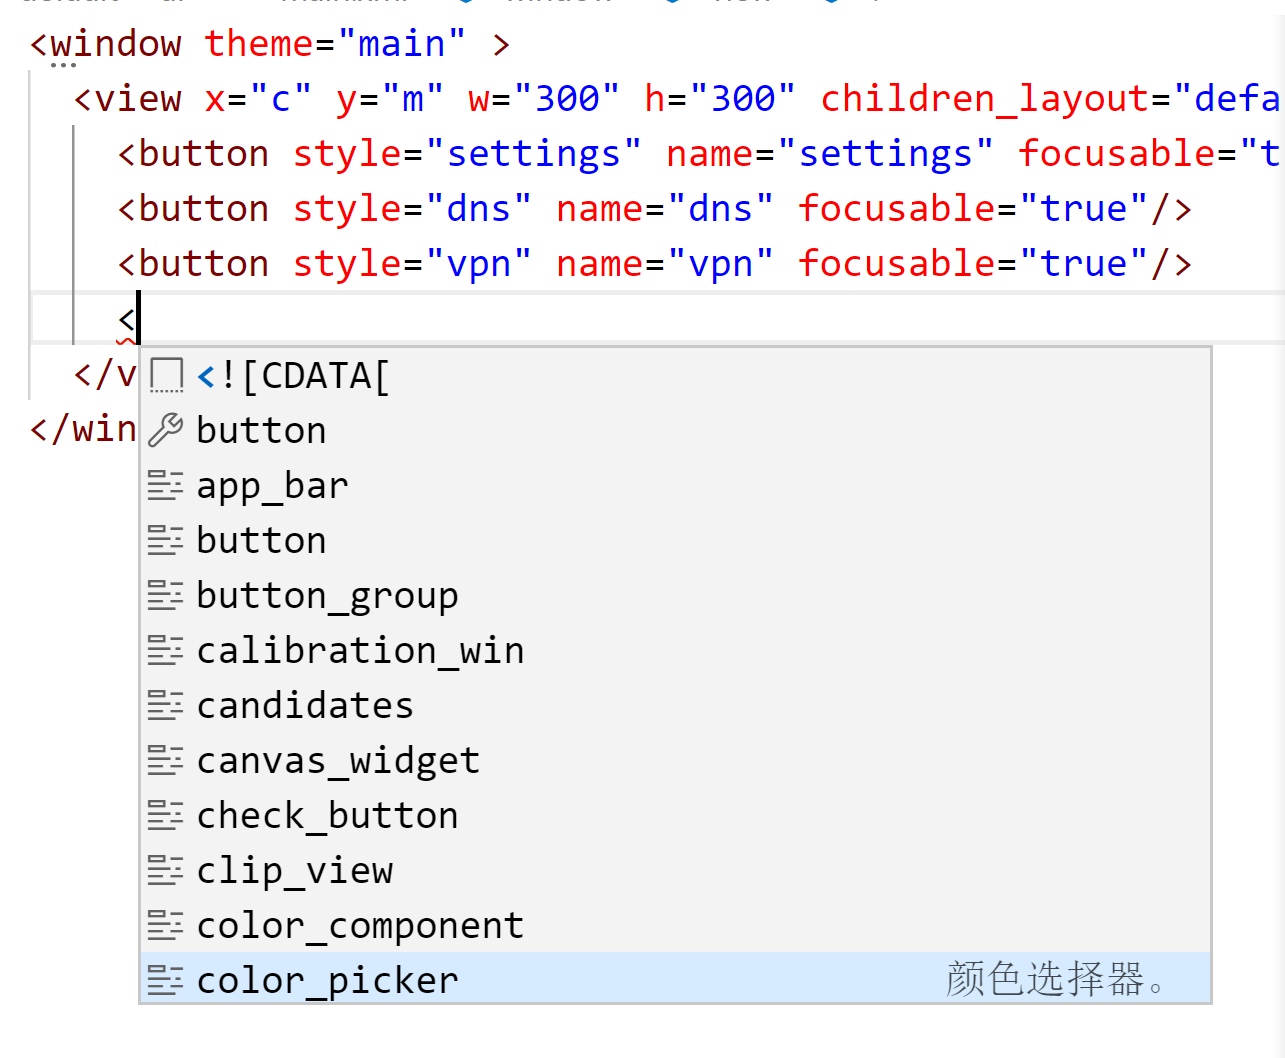 <window theme="main" >
<view x="c" y="m" w="300" h="300" children_layout="defa
<button style="settings" name="settings" focusable="t
<button style="dns" name="dns" focusable="true"/>
<button style="vpn" name="vpn" focusable="true"/>
<
</v
<![CDATA[
</win
button
app_bar
button
button_group
calibration_win
candidates
canvas_widget
check_button
clip_view
color_component
color_picker 颜色选择器。